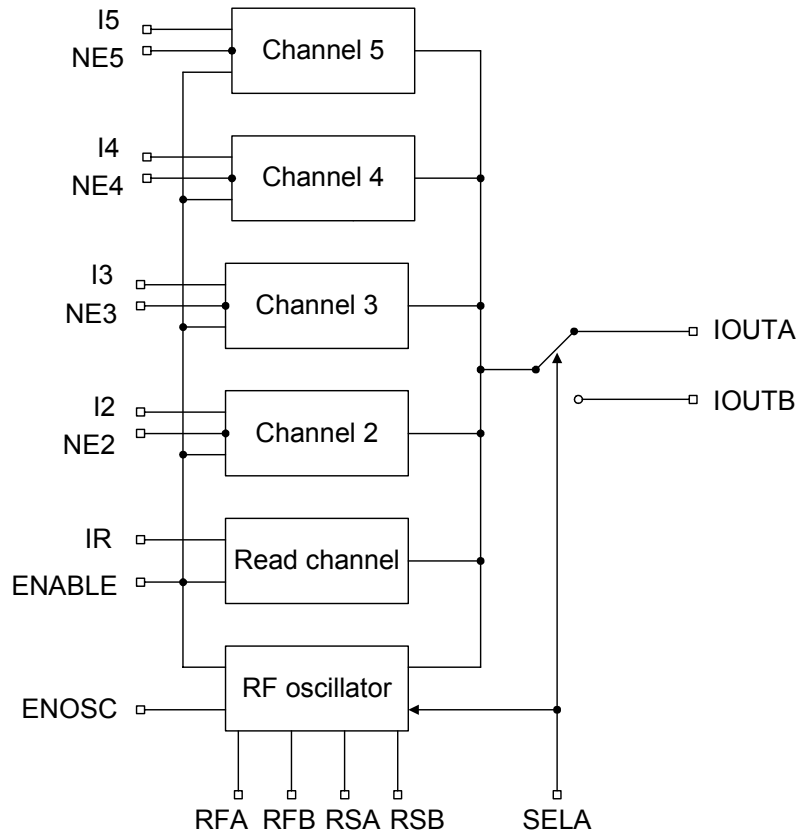 I5
NE5
Channel 5
I4
NE4
Channel 4
I3
NE3
Channel 3
IOUTA
IOUTB
I2
NE2
Channel 2
IR
Read channel
ENABLE
RF oscillator
ENOSC
RFA RFB RSA RSB SELA